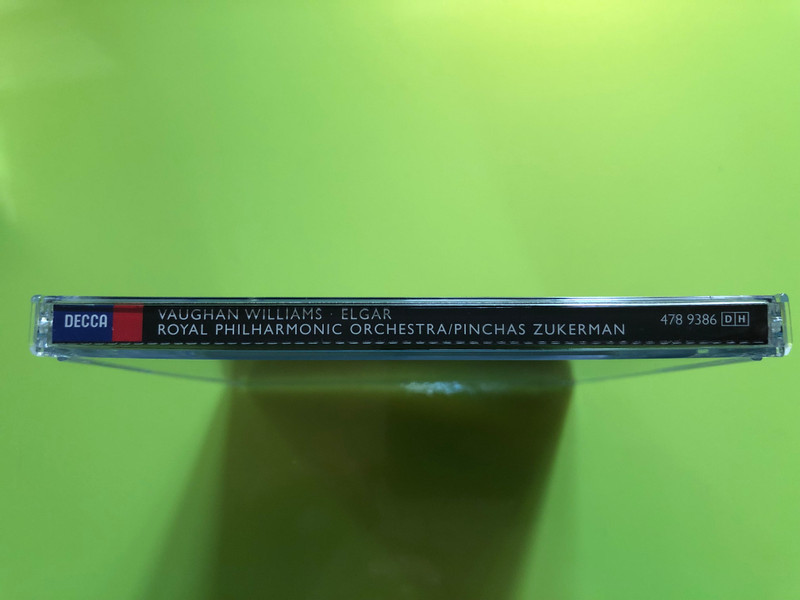 DECCA
VAUGHAN WILLIAMS · ELGAR
ROYAL PHILHARMONIC ORCHESTRA/PINCHAS ZUKERMAN
478 9386 DH